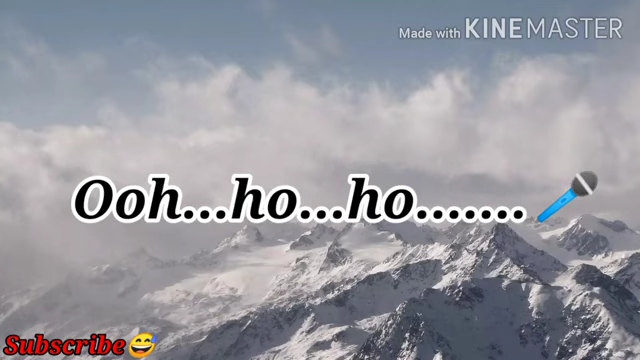 Made with KINEMASTER
Ooh...ho...ho.......🎤
Subscribe😅